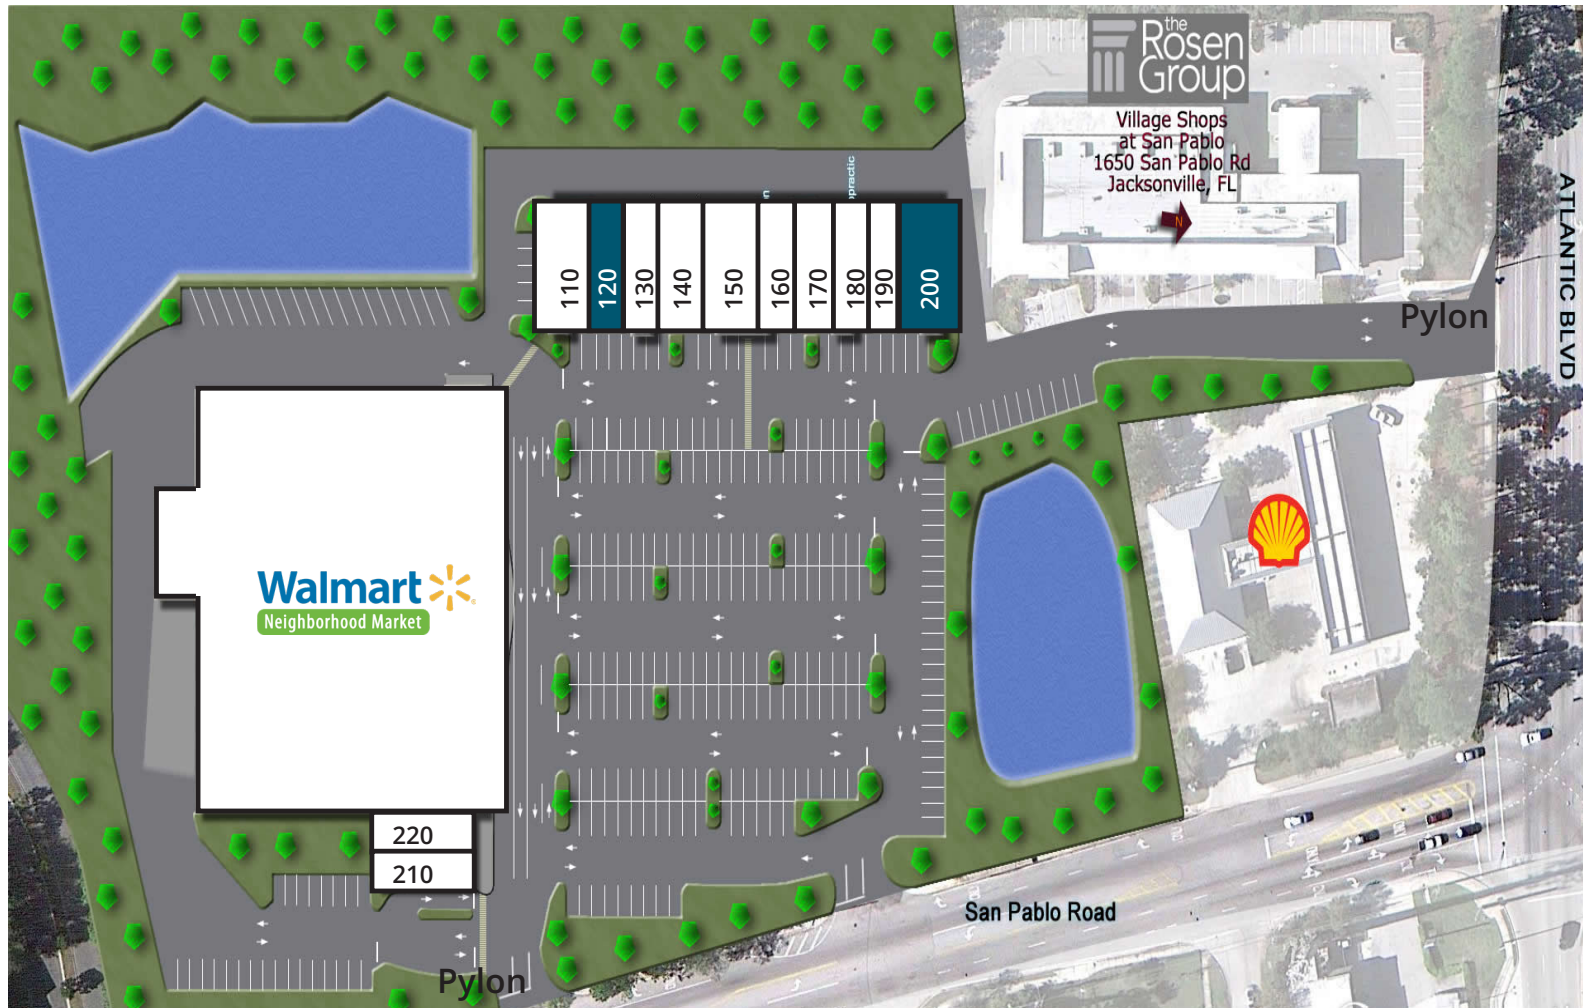 the
Rosen
Group
Village Shops
at San Pablo
1650 San Pablo Rd
Jacksonville, FL
N
ATLANTIC BLVD
practic
110
120
130
140
150
160
170
180
190
200
Pylon
Walmart
Neighborhood Market
220
210
San Pablo Road
Pylon